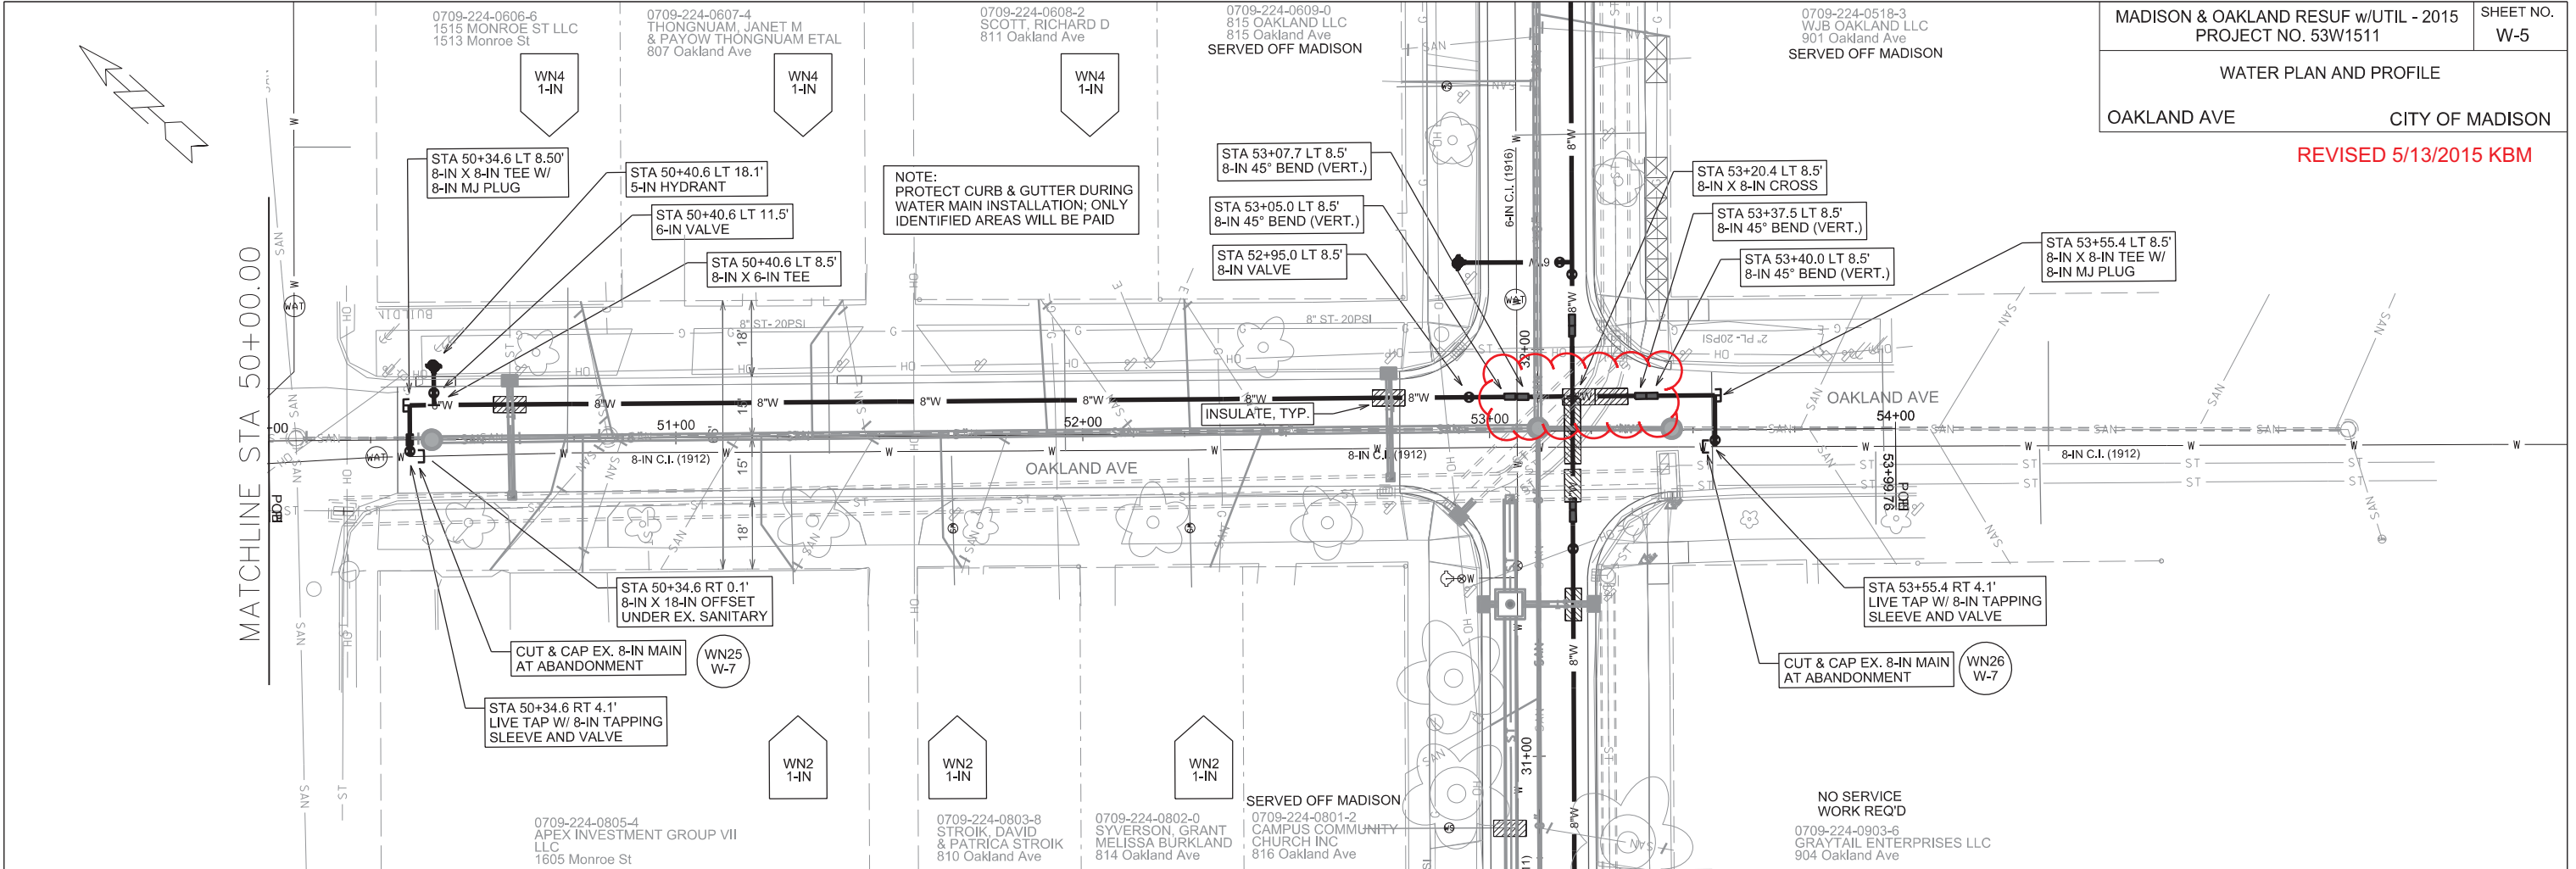 0709-224-0606-6
1515 MONROE ST LLC
1513 Monroe St
0709-224-0607-4
THONGNUAM, JANET M
& PAYOW THONGNUAM ETAL
807 Oakland Ave
0709-224-0608-2
SCOTT, RICHARD D
811 Oakland Ave
0709-224-0609-0
815 OAKLAND LLC
815 Oakland Ave
SERVED OFF MADISON
0709-224-0518-3
WJB OAKLAND LLC
901 Oakland Ave
SERVED OFF MADISON
MADISON & OAKLAND RESUF w/UTIL - 2015
PROJECT NO. 53W1511
SHEET NO.
W-5
WATER PLAN AND PROFILE
OAKLAND AVE
CITY OF MADISON
REVISED 5/13/2015 KBM
WN4
1-IN
WN4
1-IN
WN4
1-IN
STA 50+34.6 LT 8.50'
8-IN X 8-IN TEE W/
8-IN MJ PLUG
STA 50+40.6 LT 18.1'
5-IN HYDRANT
STA 50+40.6 LT 11.5'
6-IN VALVE
STA 50+40.6 LT 8.5'
8-IN X 6-IN TEE
NOTE:
PROTECT CURB & GUTTER DURING
WATER MAIN INSTALLATION; ONLY
IDENTIFIED AREAS WILL BE PAID
STA 53+07.7 LT 8.5'
8-IN 45° BEND (VERT.)
STA 53+05.0 LT 8.5'
8-IN 45° BEND (VERT.)
STA 52+95.0 LT 8.5'
8-IN VALVE
6-IN C.I. (1916)
STA 53+20.4 LT 8.5'
8-IN X 8-IN CROSS
STA 53+37.5 LT 8.5'
8-IN 45° BEND (VERT.)
STA 53+40.0 LT 8.5'
8-IN 45° BEND (VERT.)
STA 53+55.4 LT 8.5'
8-IN X 8-IN TEE W/
8-IN MJ PLUG
MATCHLINE STA 50+00.00
8" ST- 20PSI
8" ST- 20PSI
2" PL- 20PSI
18'
15'
15'
18'
32+00
INSULATE, TYP.
51+00
52+00
53+00
54+00
OAKLAND AVE
OAKLAND AVE
8-IN C.I. (1912)
8-IN C.I. (1912)
8-IN C.I. (1912)
53+99.76
31+00
STA 50+34.6 RT 0.1'
8-IN X 18-IN OFFSET
UNDER EX. SANITARY
CUT & CAP EX. 8-IN MAIN
AT ABANDONMENT
WN25
W-7
STA 50+34.6 RT 4.1'
LIVE TAP W/ 8-IN TAPPING
SLEEVE AND VALVE
STA 53+55.4 RT 4.1'
LIVE TAP W/ 8-IN TAPPING
SLEEVE AND VALVE
CUT & CAP EX. 8-IN MAIN
AT ABANDONMENT
WN26
W-7
WN2
1-IN
WN2
1-IN
WN2
1-IN
0709-224-0805-4
APEX INVESTMENT GROUP VII
LLC
1605 Monroe St
0709-224-0803-8
STROIK, DAVID
& PATRICA STROIK
810 Oakland Ave
0709-224-0802-0
SYVERSON, GRANT
MELISSA BURKLAND
814 Oakland Ave
SERVED OFF MADISON
0709-224-0801-2
CAMPUS COMMUNITY
CHURCH INC
816 Oakland Ave
NO SERVICE
WORK REQ'D
0709-224-0903-6
GRAYTAIL ENTERPRISES LLC
904 Oakland Ave